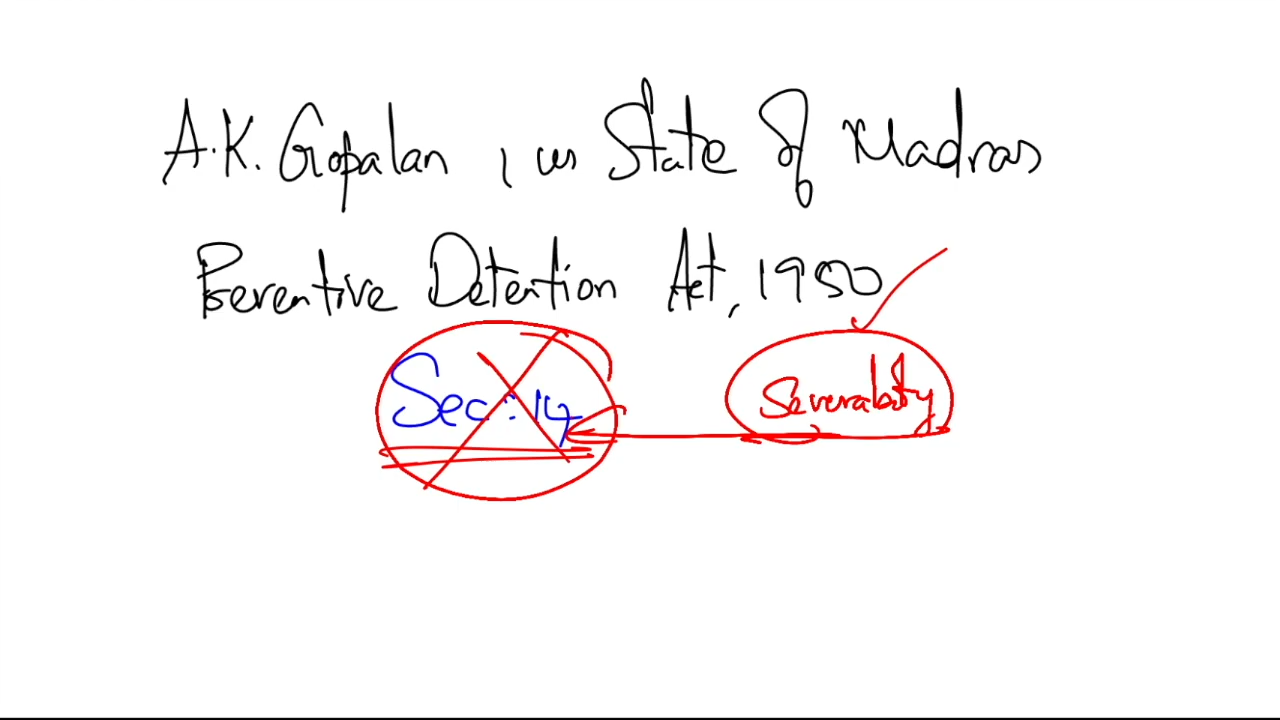 A.K. Gopalan, vs State of Madras
Preventive Detention Act, 1950
Sec: 14
Severability